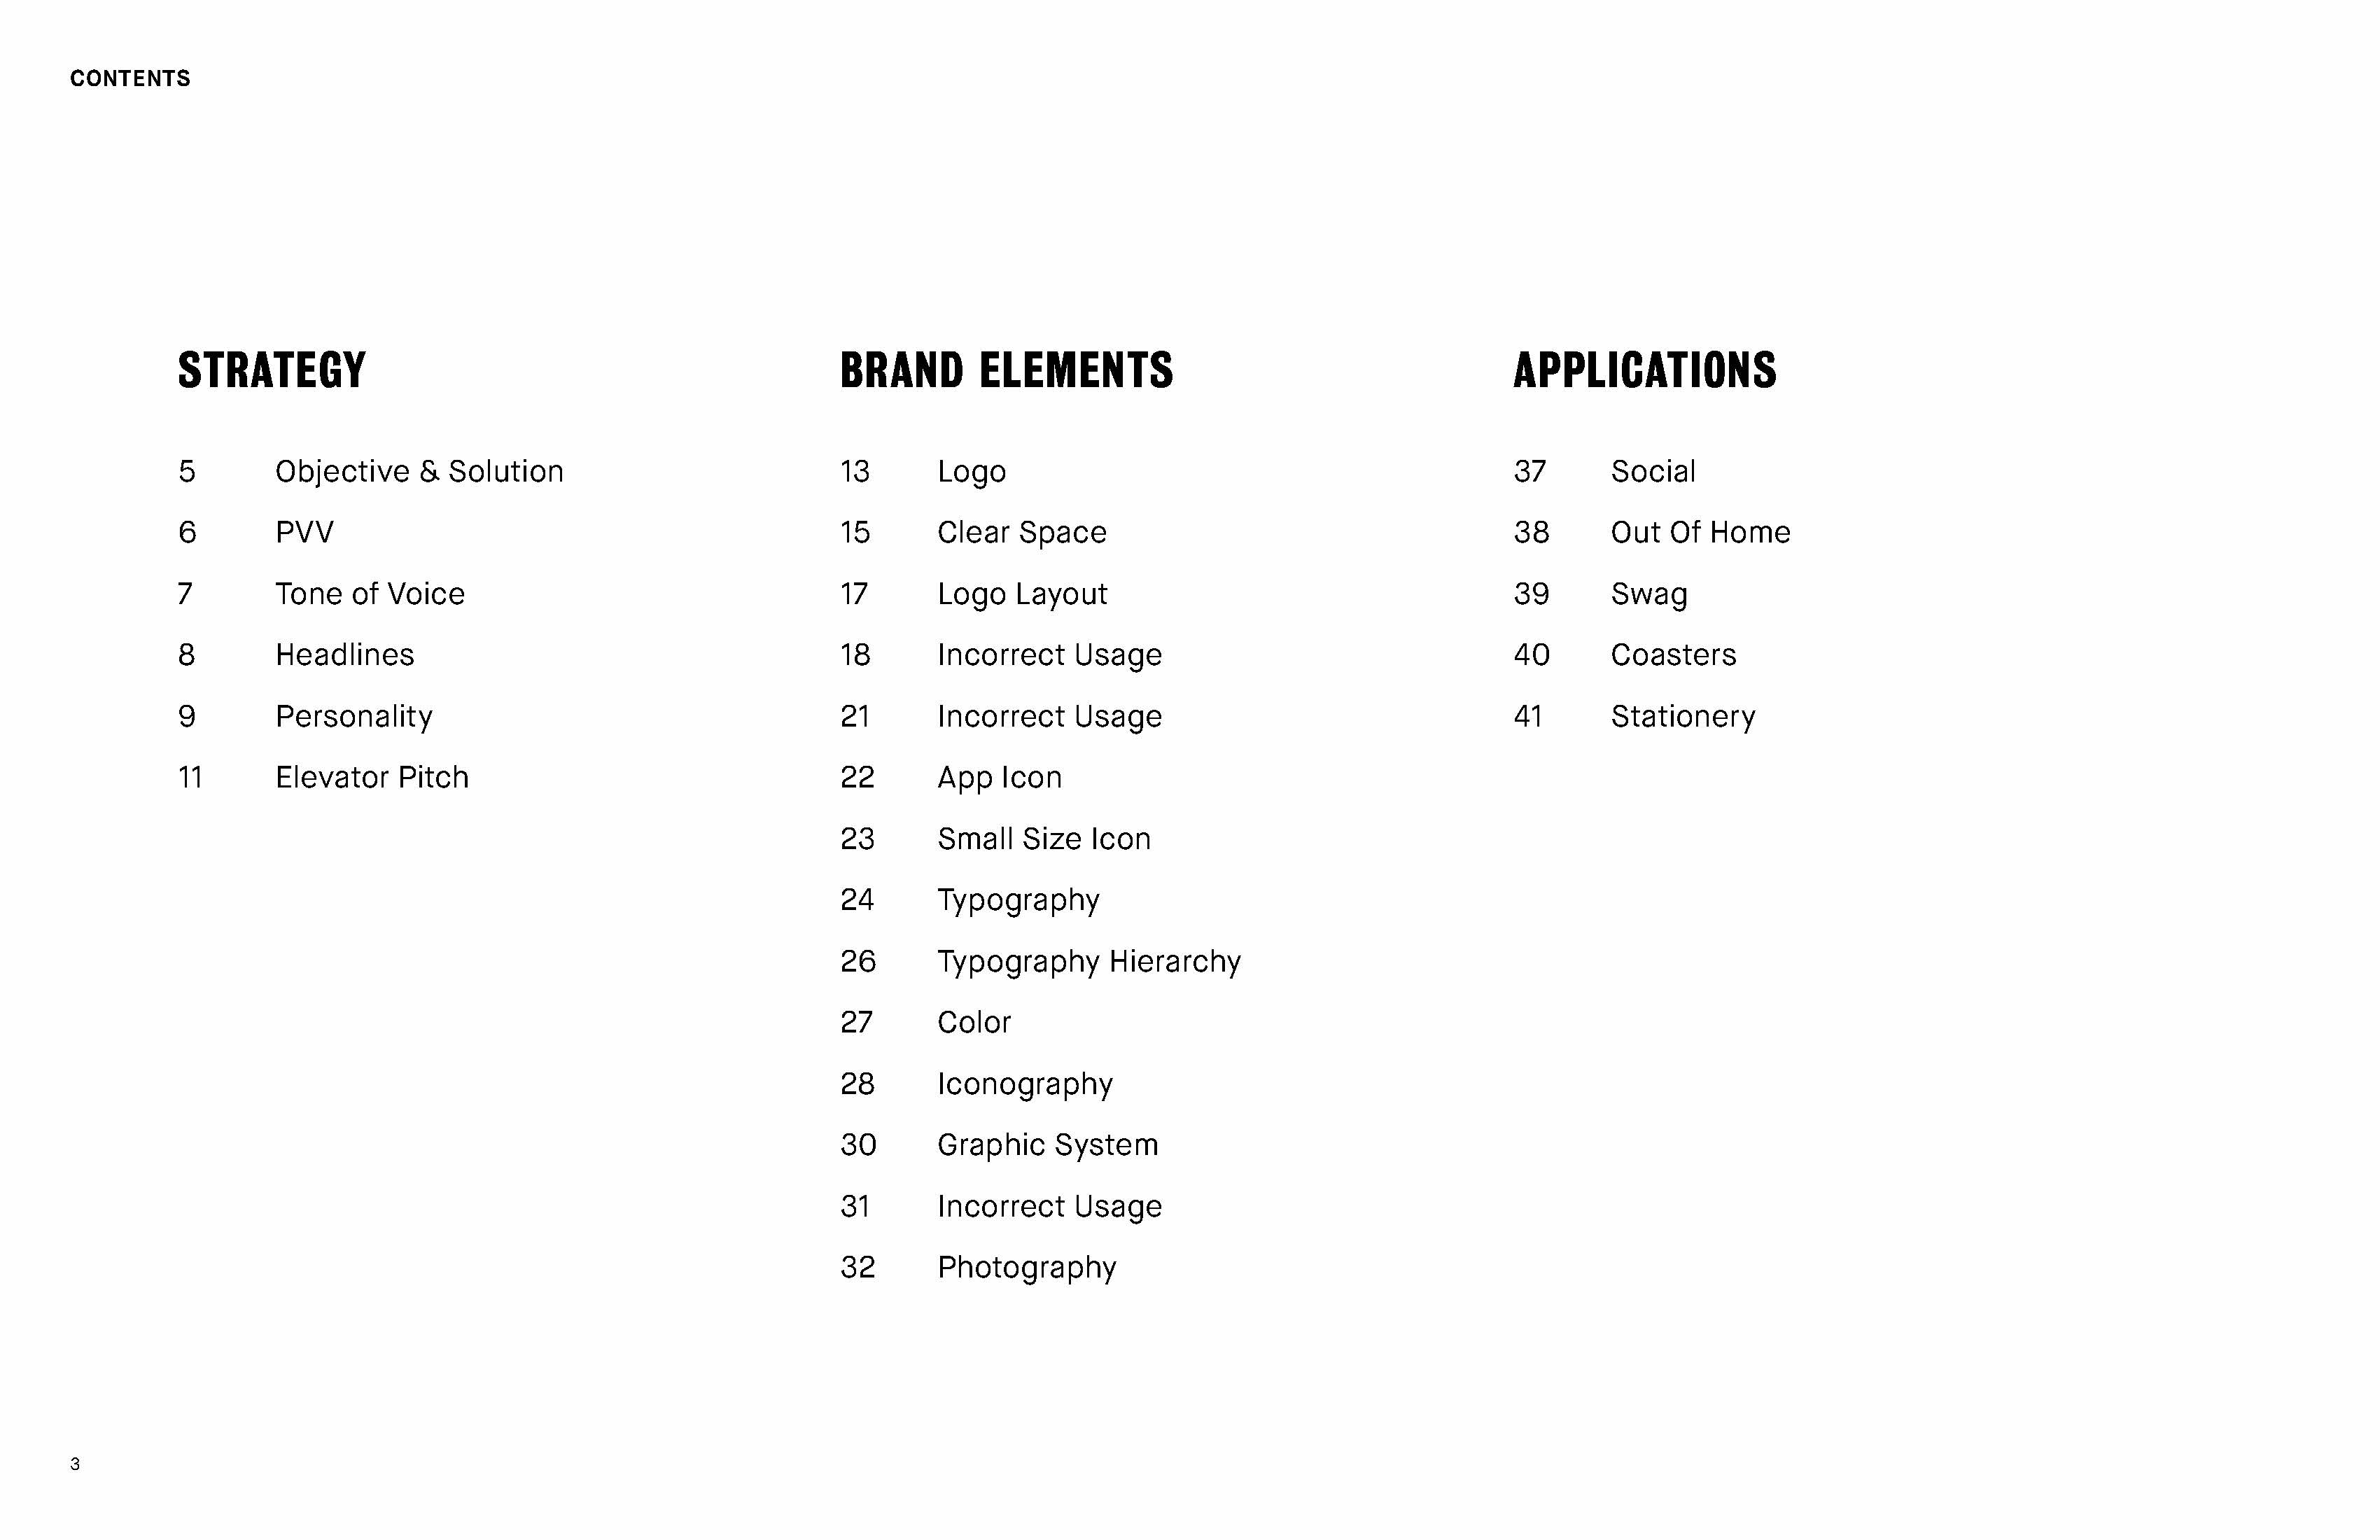 CONTENTS
STRATEGY
5 Objective & Solution
6 PVV
7 Tone of Voice
8 Headlines
9 Personality
11 Elevator Pitch
BRAND ELEMENTS
13 Logo
15 Clear Space
17 Logo Layout
18 Incorrect Usage
21 Incorrect Usage
22 App Icon
23 Small Size Icon
24 Typography
26 Typography Hierarchy
27 Color
28 Iconography
30 Graphic System
31 Incorrect Usage
32 Photography
APPLICATIONS
37 Social
38 Out Of Home
39 Swag
40 Coasters
41 Stationery
3